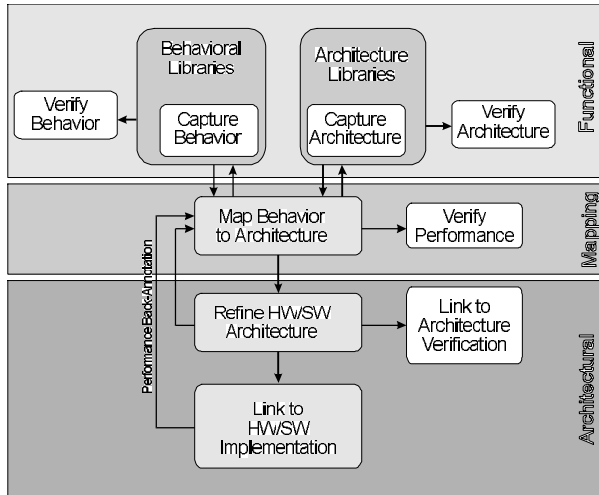 Behavioral
Libraries
Architecture
Libraries
Verify
Behavior
Capture
Behavior
Capture
Architecture
Verify
Architecture
Functional
Map Behavior
to Architecture
Verify
Performance
Mapping
Performance Back-Annotation
Refine HW/SW
Architecture
Link to
Architecture
Verification
Link to
HW/SW
Implementation
Architectural